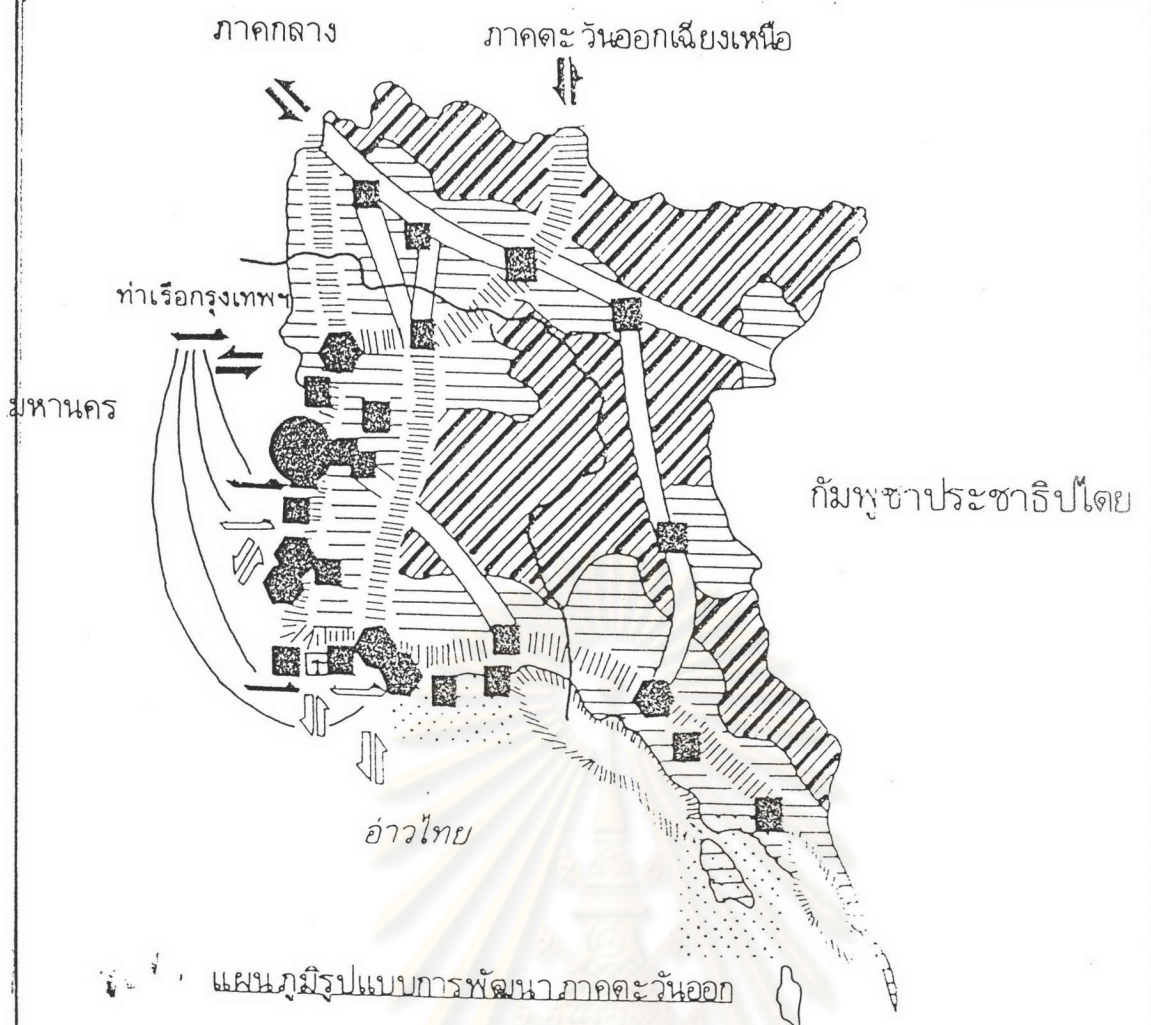 ภาคกลาง
ภาคตะวันออกเฉียงเหนือ
ท่าเรือกรุงเทพฯ
มหานคร
กัมพูชาประชาธิปไตย
อ่าวไทย
แผนภูมิรูปแบบการพัฒนาภาคตะวันออก